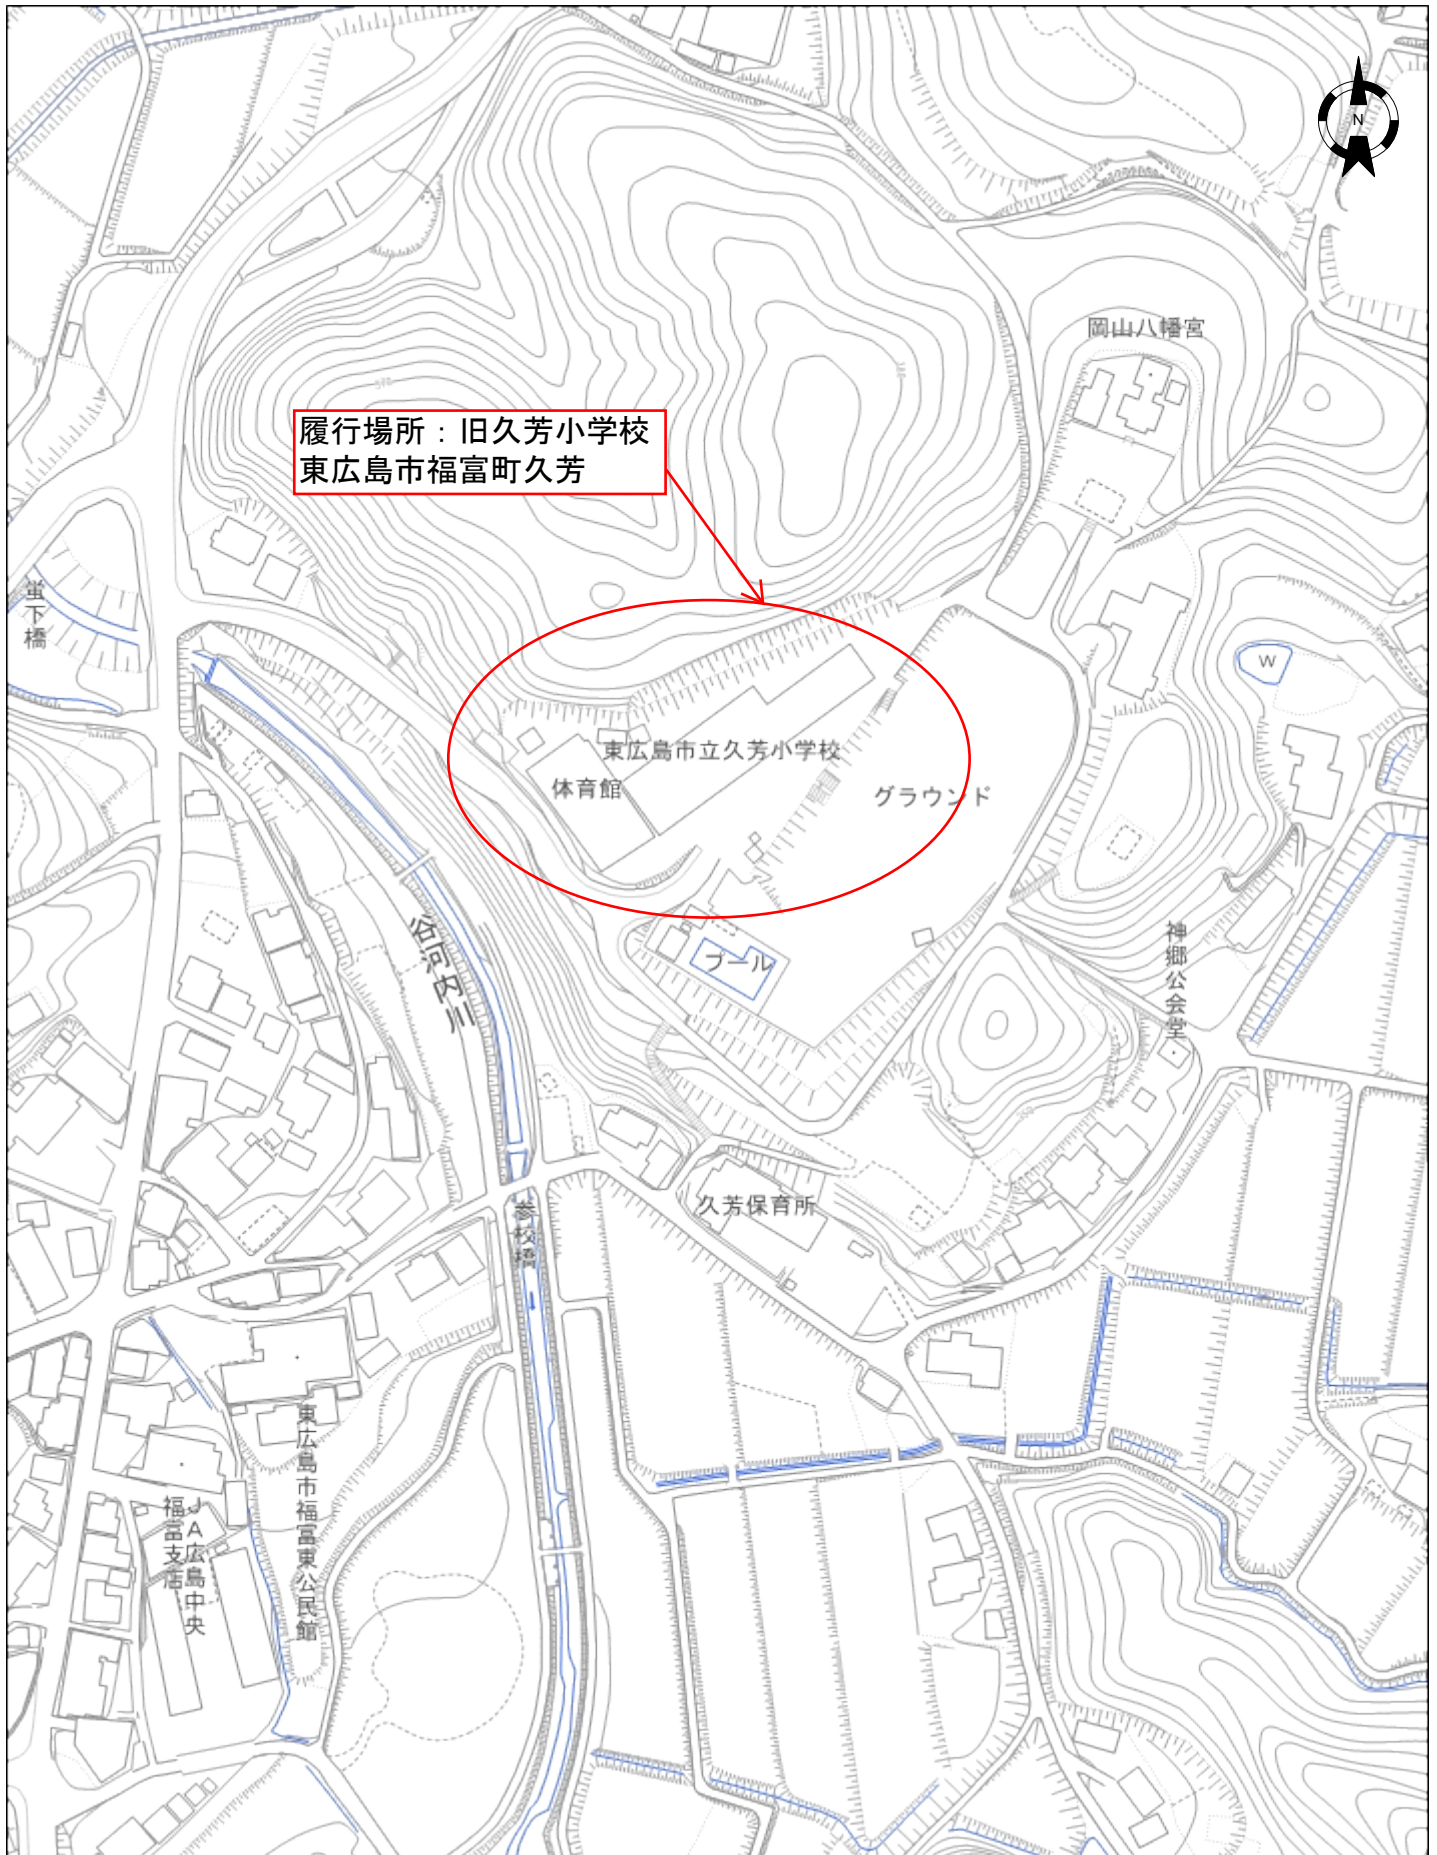 N
岡山八幡宮
履行場所：旧久芳小学校
東広島市福富町久芳
蛍下橋
W
東広島市立久芳小学校
体育館
グラウンド
谷河内川
プール
神郷公会堂
久芳保育所
参校橋
東広島市福富東公民館
JA広島中央
福富支店